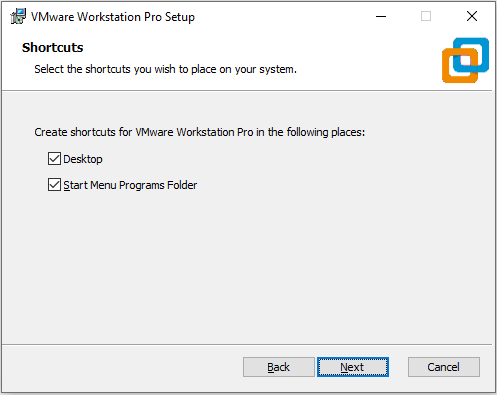 VMware Workstation Pro Setup
Shortcuts
Select the shortcuts you wish to place on your system.
Create shortcuts for VMware Workstation Pro in the following places:
Desktop
Start Menu Programs Folder
Back
Next
Cancel